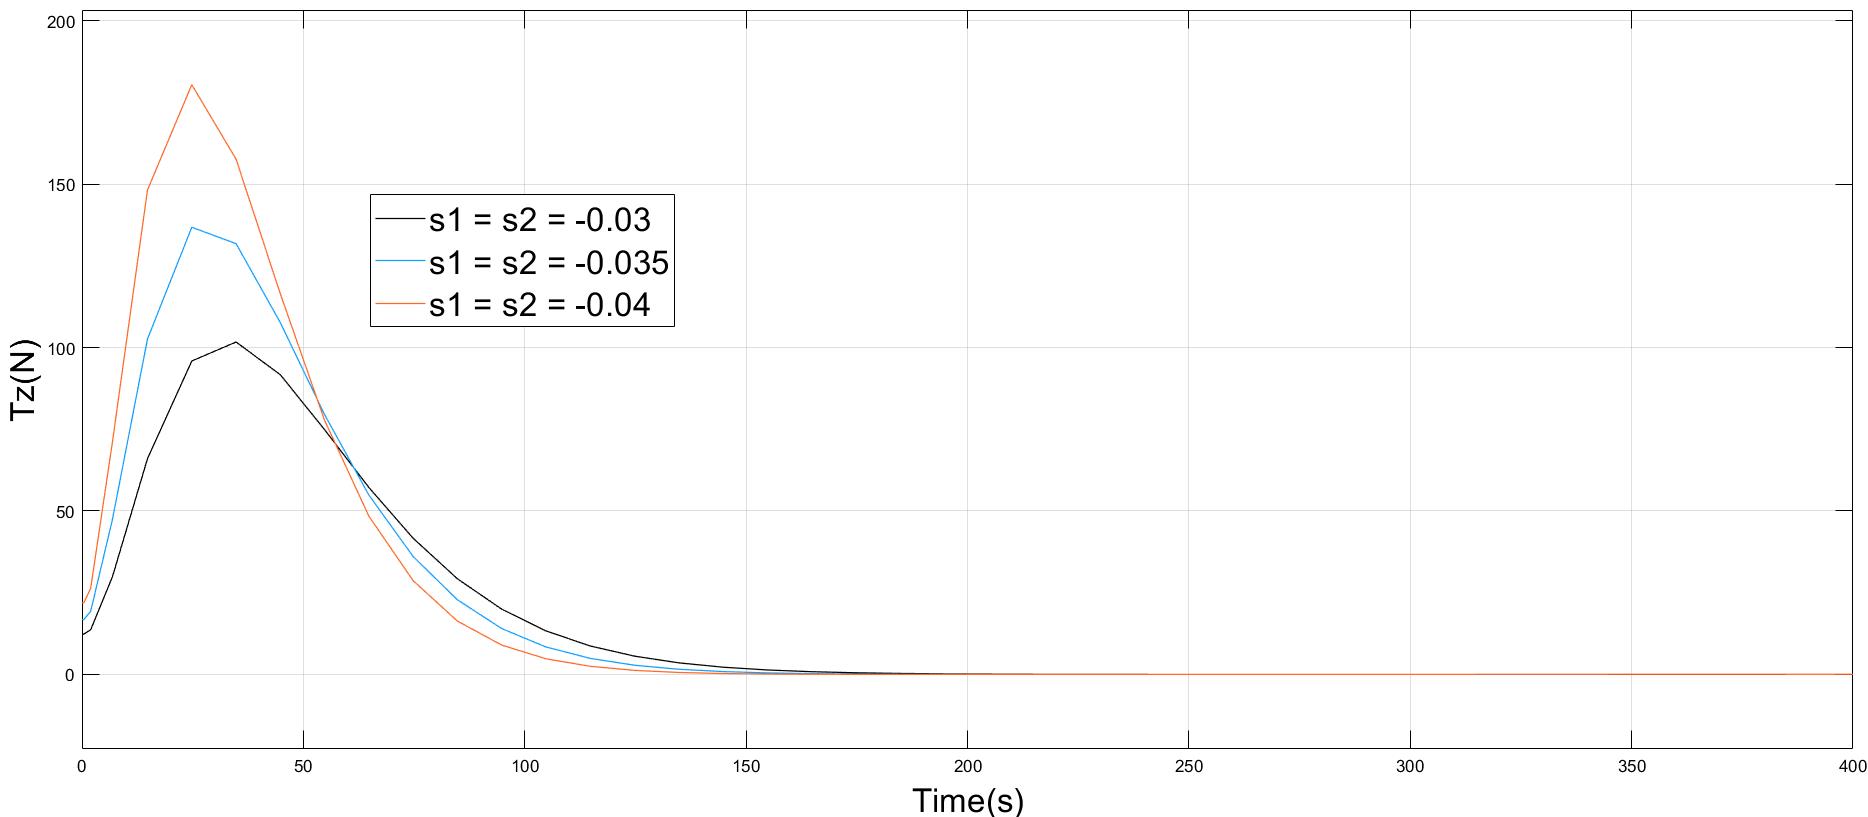 200
150
100
50
0
Tz(N)
s1 = s2 = -0.03
s1 = s2 = -0.035
s1 = s2 = -0.04
0 50 100 150 200 250 300 350 400
Time(s)